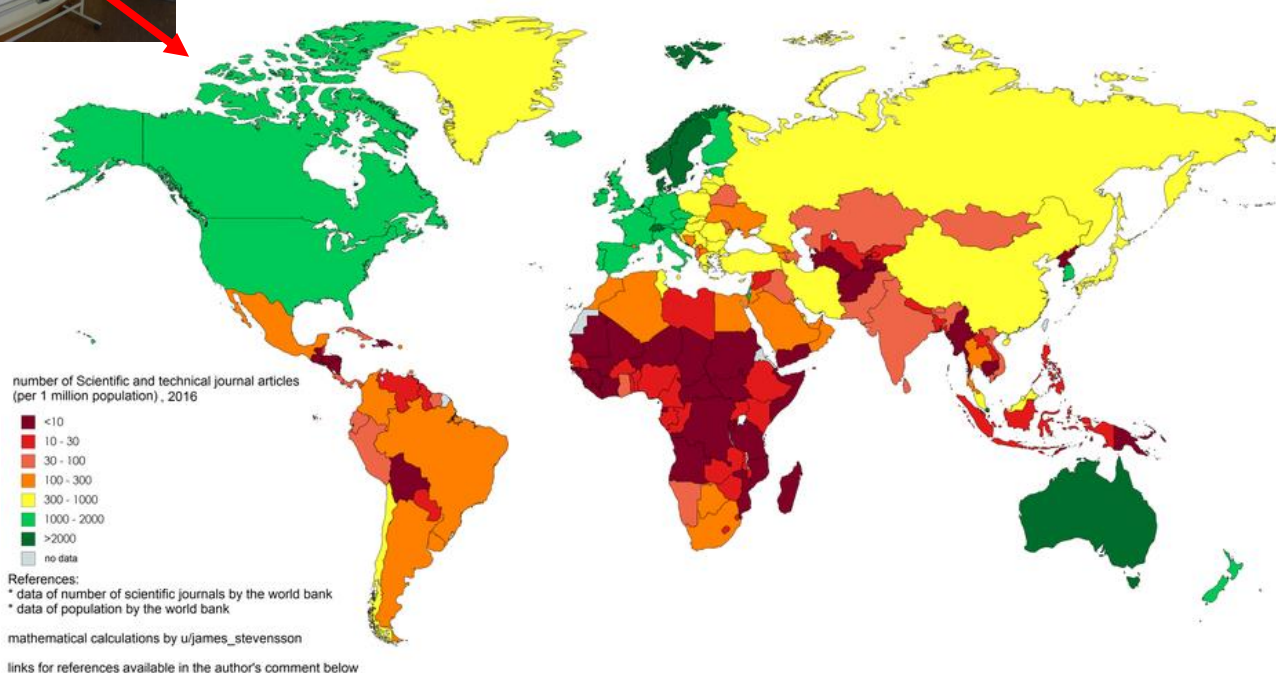 number of Scientific and technical journal articles
(per 1 million population) , 2016
<10
10 - 30
30 - 100
100 - 300
300 - 1000
1000 - 2000
>2000
no data
References:
* data of number of scientific journals by the world bank
* data of population by the world bank
mathematical calculations by u/james_stevensson
links for references available in the author's comment below